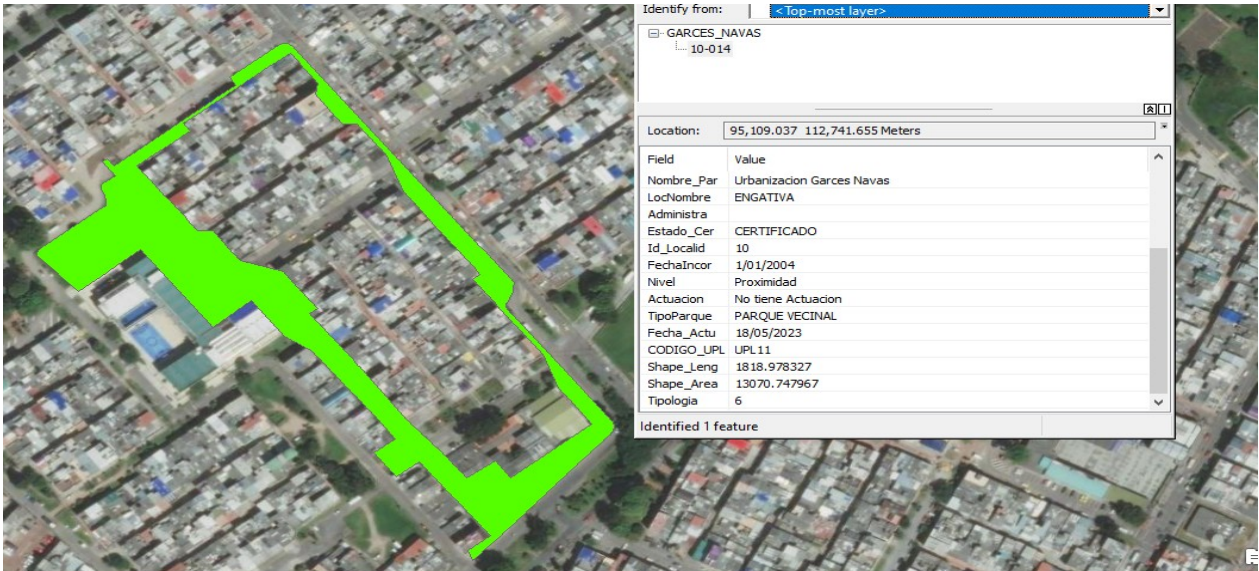 Identify from: <Top-most layer>
GARCES_NAVAS
10-014
Location: 95,109.037 112,741.655 Meters
Field Value
Nombre_Par Urbanizacion Garces Navas
LocNombre ENGATIVA
Administra
Estado_Cer CERTIFICADO
Id_Localid 10
FechaIncor 1/01/2004
Nivel Proximidad
Actuacion No tiene Actuacion
TipoParque PARQUE VECINAL
Fecha_Actu 18/05/2023
CODIGO_UPL UPL11
Shape_Leng 1818.978327
Shape_Area 13070.747967
Tipologia 6
Identified 1 feature